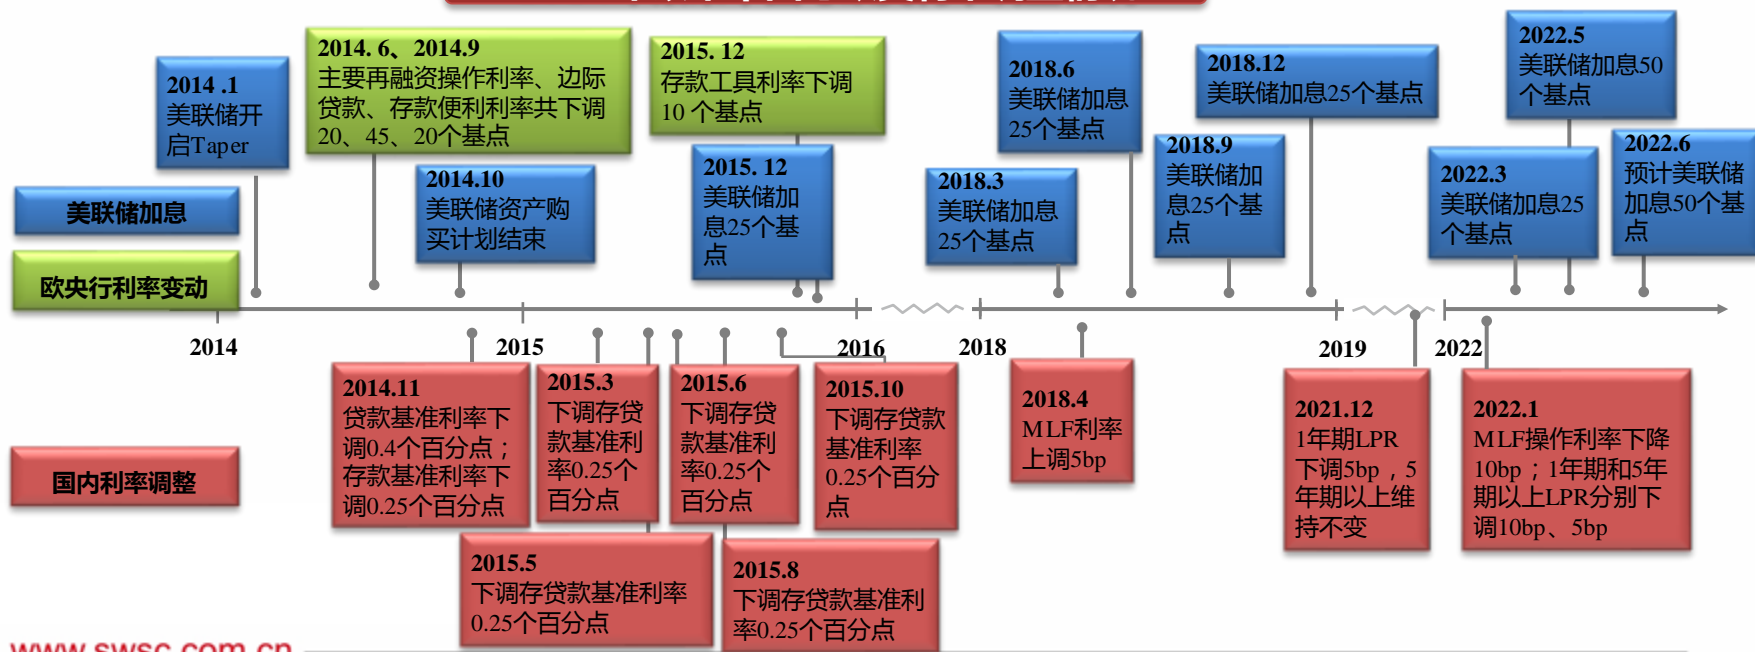 2014 .1
美联储开
启Taper
2014. 6、2014.9
主要再融资操作利率、边际
贷款、存款便利利率共下调
20、45、20个基点
2014.10
美联储资产购
买计划结束
2015. 12
存款工具利率下调
10 个基点
2015. 12
美联储加
息25个基
点
2018.3
美联储加息
25个基点
2018.6
美联储加息
25个基点
2018.9
美联储加
息25个基
点
2018.12
美联储加息25个基点
2022.3
美联储加息25
个基点
2022.5
美联储加息50
个基点
2022.6
预计美联储
加息50个基
点
美联储加息
欧央行利率变动
2014
2015
2016
2018
2019
2022
国内利率调整
2014.11
贷款基准利率下
调0.4个百分点；
存款基准利率下
调0.25个百分点
2015.3
下调存贷
款基准利
率0.25个
百分点
2015.5
下调存贷款基准利率
0.25个百分点
2015.6
下调存贷
款基准利
率0.25个
百分点
2015.8
下调存贷款基准利
率0.25个百分点
2015.10
下调存贷款
基准利率
0.25个百分
点
2018.4
MLF利率
上调5bp
2021.12
1年期LPR
下调5bp，5
年期以上维
持不变
2022.1
MLF操作利率下降
10bp；1年期和5年
期以上LPR分别下
调10bp、5bp
www.swsc.com.cn